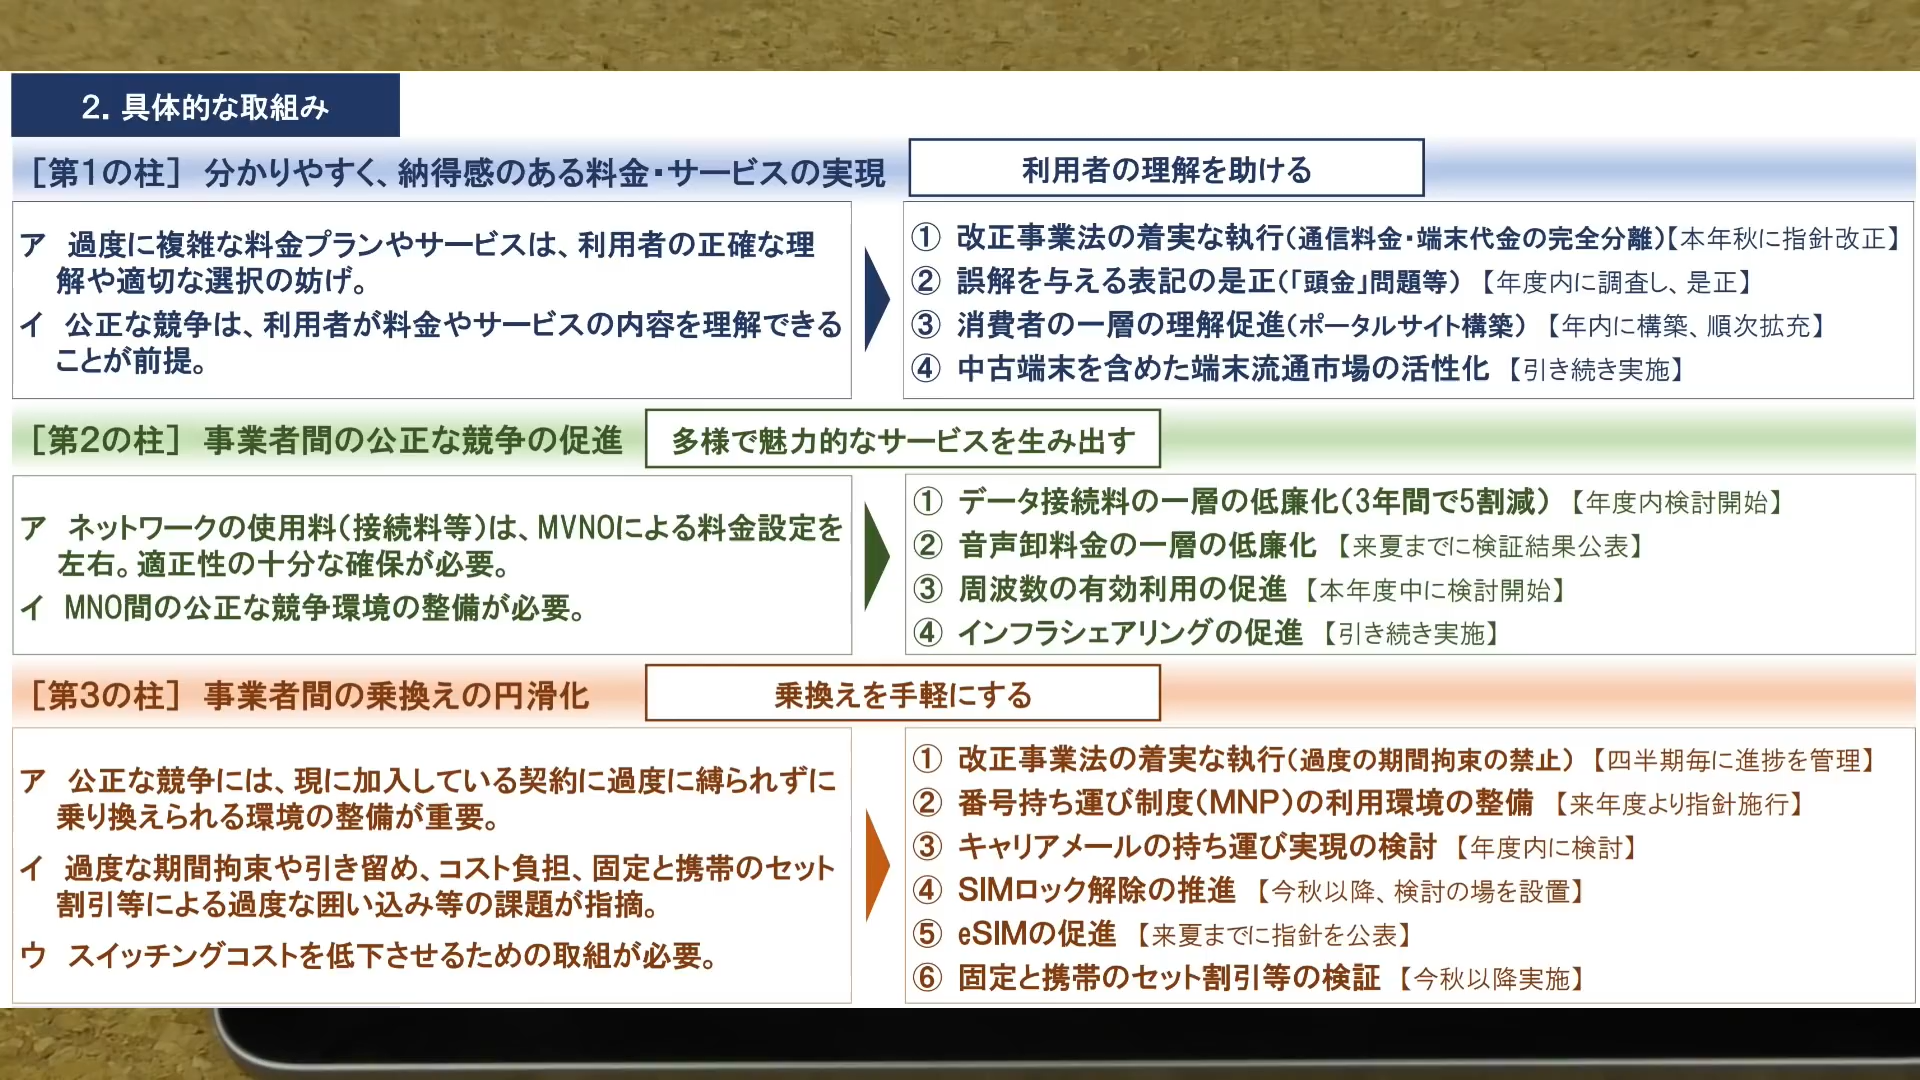 2. 具体的な取組み
［第1の柱］ 分かりやすく、納得感のある料金・サービスの実現
利用者の理解を助ける
ア 過度に複雑な料金プランやサービスは、利用者の正確な理
解や適切な選択の妨げ。
イ 公正な競争は、利用者が料金やサービスの内容を理解できる
ことが前提。
① 改正事業法の着実な執行（通信料金・端末代金の完全分離）【本年秋に指針改正】
② 誤解を与える表記の是正（「頭金」問題等） 【年度内に調査し、是正】
③ 消費者の一層の理解促進（ポータルサイト構築） 【年内に構築、順次拡充】
④ 中古端末を含めた端末流通市場の活性化 【引き続き実施】
［第2の柱］ 事業者間の公正な競争の促進
多様で魅力的なサービスを生み出す
ア ネットワークの使用料（接続料等）は、MVNOによる料金設定を
左右。適正性の十分な確保が必要。
イ MNO間の公正な競争環境の整備が必要。
① データ接続料の一層の低廉化（3年間で5割減） 【年度内検討開始】
② 音声卸料金の一層の低廉化 【来夏までに検証結果公表】
③ 周波数の有効利用の促進 【本年度中に検討開始】
④ インフラシェアリングの促進 【引き続き実施】
［第3の柱］ 事業者間の乗換えの円滑化
乗換えを手軽にする
ア 公正な競争には、現に加入している契約に過度に縛られずに
乗り換えられる環境の整備が重要。
イ 過度な期間拘束や引き留め、コスト負担、固定と携帯のセット
割引等による過度な囲い込み等の課題が指摘。
ウ スイッチングコストを低下させるための取組が必要。
① 改正事業法の着実な執行（過度の期間拘束の禁止） 【四半期毎に進捗を管理】
② 番号持ち運び制度（MNP）の利用環境の整備 【来年度より指針施行】
③ キャリアメールの持ち運び実現の検討 【年度内に検討】
④ SIMロック解除の推進 【今秋以降、検討の場を設置】
⑤ eSIMの促進 【来夏までに指針を公表】
⑥ 固定と携帯のセット割引等の検証 【今秋以降実施】